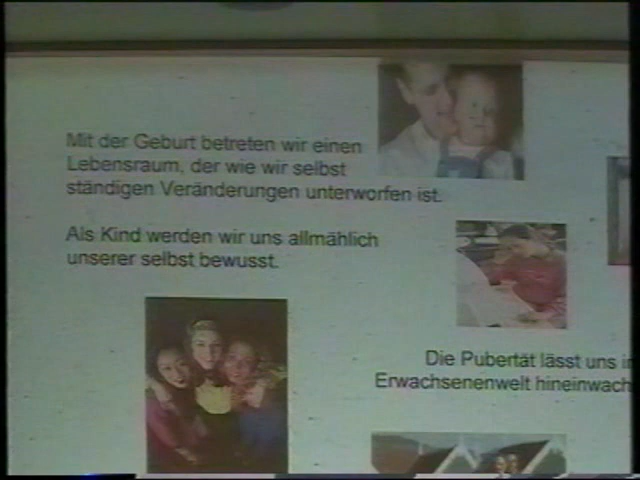 Mit der Geburt betreten wir einen
Lebensraum, der wie wir selbst
ständigen Veränderungen unterworfen ist.
Als Kind werden wir uns allmählich
unserer selbst bewusst.
Die Pubertät lässt uns
Erwachsenenwelt hineinwach